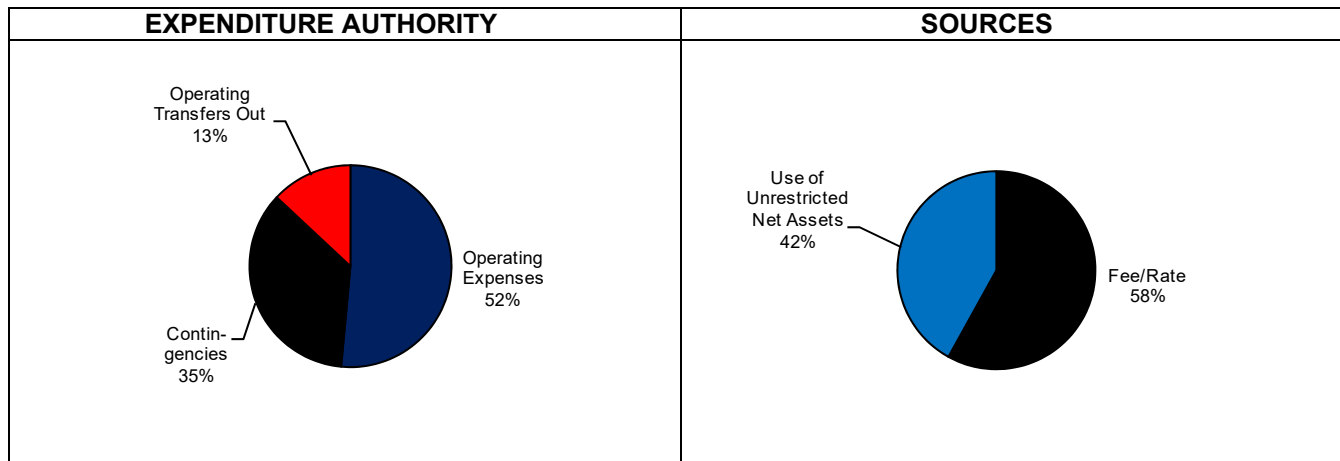 EXPENDITURE AUTHORITY
SOURCES
Operating
Transfers Out
13%
Operating
Expenses
52%
Contin-
gencies
35%
Use of
Unrestricted
Net Assets
42%
Fee/Rate
58%